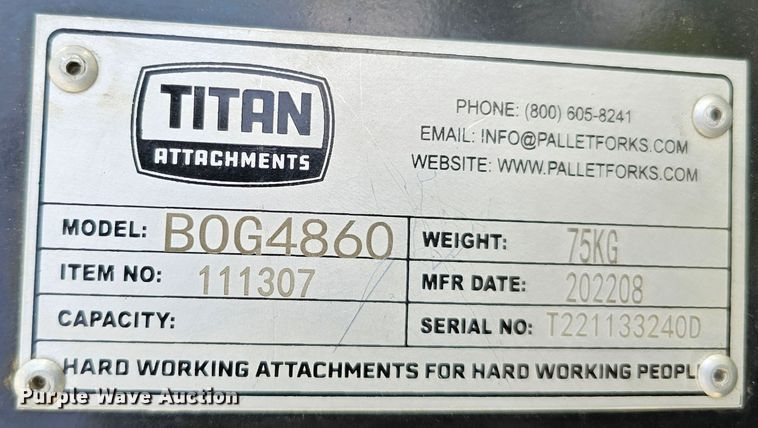 TITAN
ATTACHMENTS
PHONE: (800) 605-8241
EMAIL: INFO@PALLETFORKS.COM
WEBSITE: WWW.PALLETFORKS.COM
MODEL: BOG4860
WEIGHT: 75KG
ITEM NO: 111307
MFR DATE: 202208
CAPACITY:
SERIAL NO: T221133240D
HARD WORKING ATTACHMENTS FOR HARD WORKING PEOPL
Purple Wave Auction